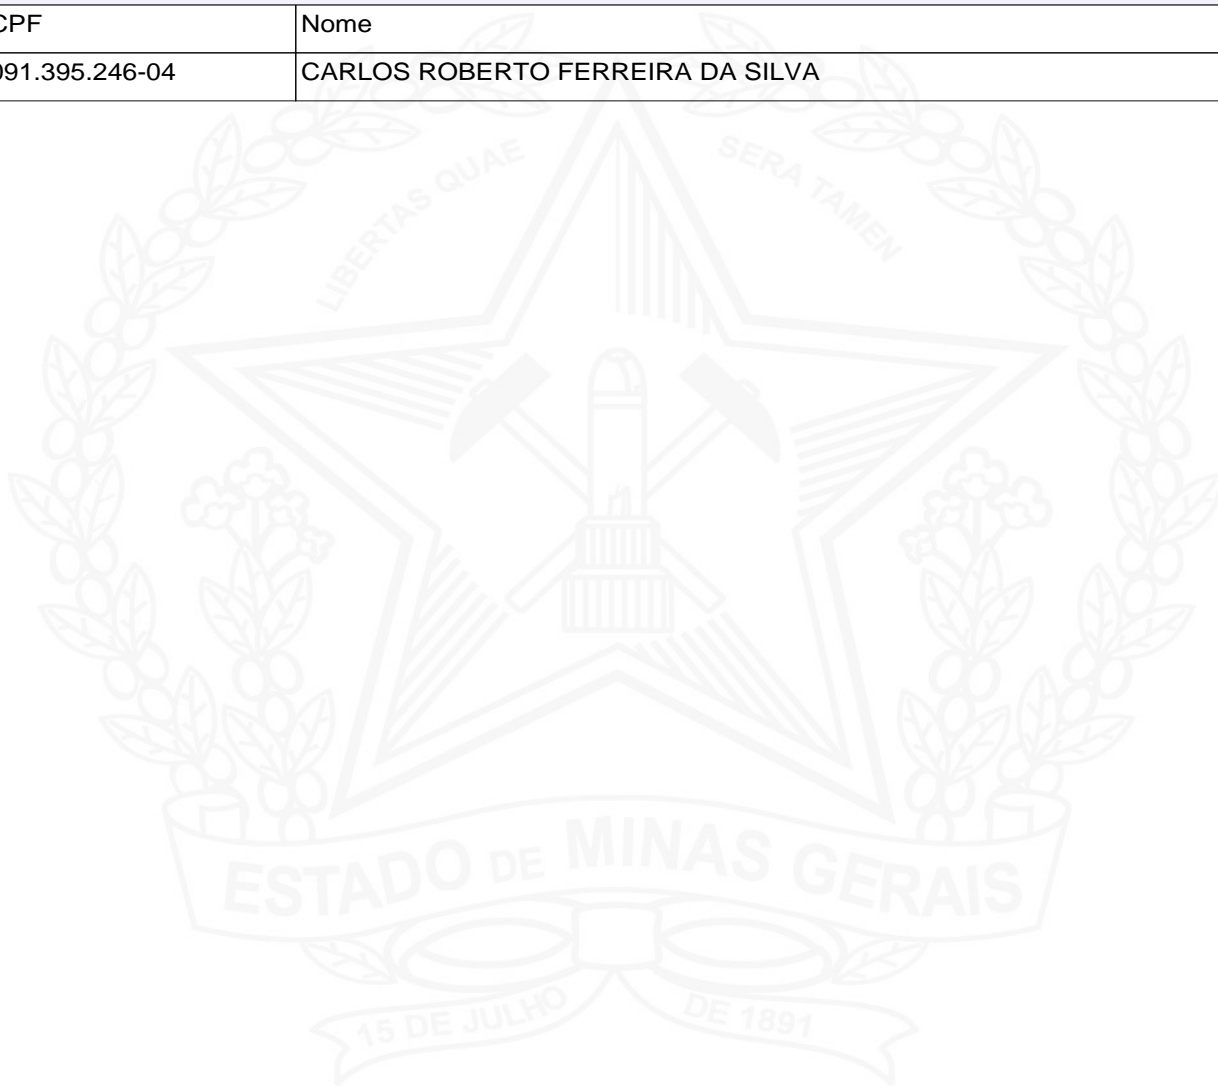 CPF Nome
091.395.246-04 CARLOS ROBERTO FERREIRA DA SILVA
LIBERTAS QUAE SERA TAMEN
ESTADO DE MINAS GERAIS
15 DE JULHO DE 1891